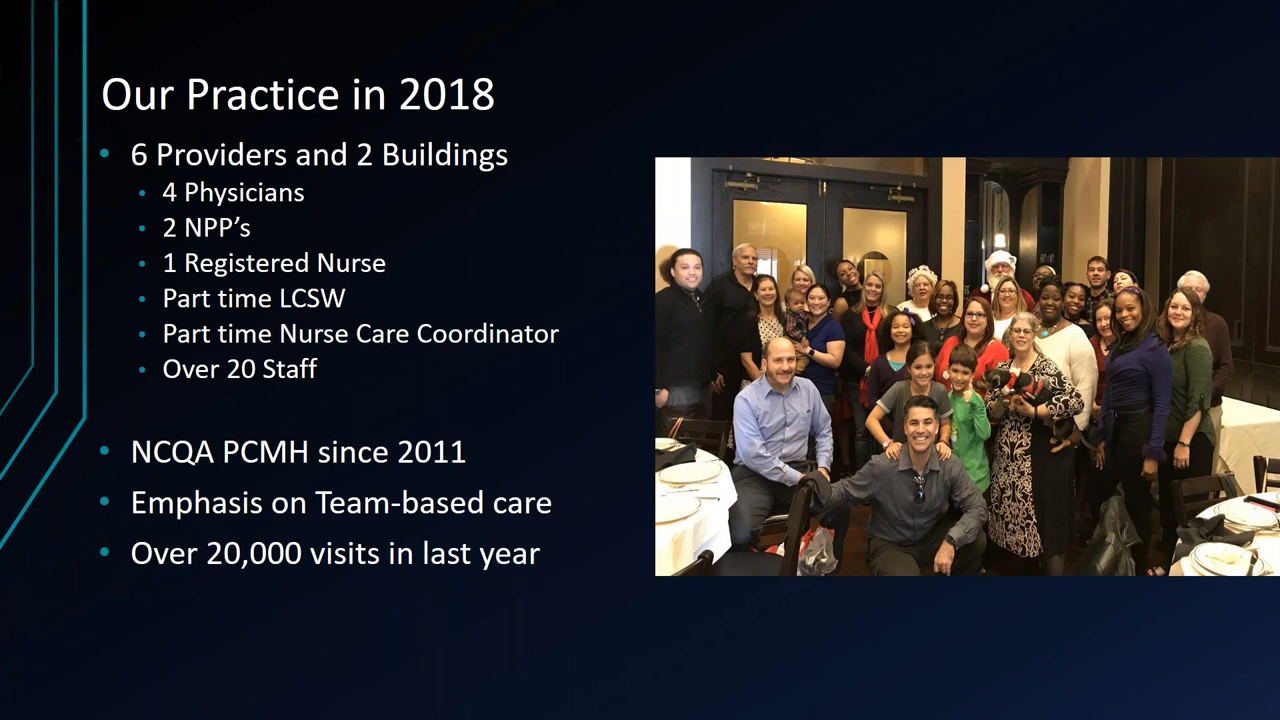 Our Practice in 2018
• 6 Providers and 2 Buildings
• 4 Physicians
• 2 NPP’s
• 1 Registered Nurse
• Part time LCSW
• Part time Nurse Care Coordinator
• Over 20 Staff
• NCQA PCMH since 2011
• Emphasis on Team-based care
• Over 20,000 visits in last year